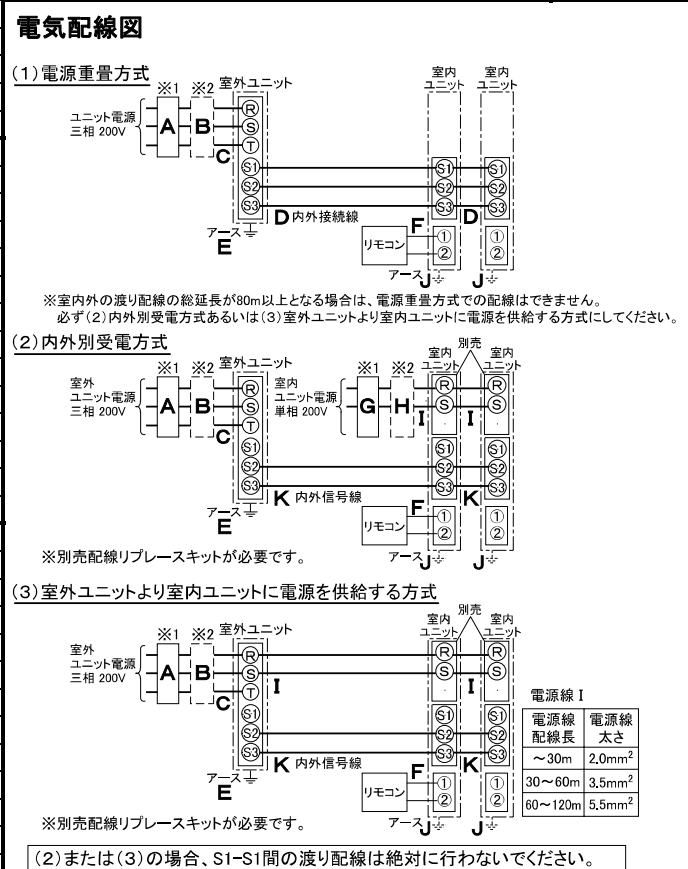 電気配線図
(1)電源重畳方式
※1 ※2 室外ユニット
室内
ユニット
室内
ユニット
ユニット電源
三相 200V
A B C
R
S
T
S1
S2
S3
S1
S2
S3
S1
S2
S3
D 内外接続線
D
アース
E
F
リモコン
①
②
①
②
アース J
J
※室内外の渡り配線の総延長が80m以上となる場合は、電源重畳方式での配線はできません。
必ず(2)内外別受電方式あるいは(3)室外ユニットより室内ユニットに電源を供給する方式にしてください。
(2)内外別受電方式
別売
※1 ※2 室外ユニット
※1 ※2
室内
ユニット
室内
ユニット
室外
ユニット電源
三相 200V
A B C
R
S
T
S1
S2
S3
室内
ユニット電源
単相 200V
G H I I
R
S
S1
S2
S3
R
S
S1
S2
S3
K 内外信号線
K
アース
E
F
リモコン
①
②
①
②
アース J
J
※別売配線リプレースキットが必要です。
(3)室外ユニットより室内ユニットに電源を供給する方式
別売
※1 ※2 室外ユニット
室内
ユニット
室内
ユニット
室外
ユニット電源
三相 200V
A B C
R
S
T
S1
S2
S3
I I
R
S
S1
S2
S3
R
S
S1
S2
S3
K 内外信号線
K
アース
E
F
リモコン
①
②
①
②
アース J
J
※別売配線リプレースキットが必要です。
電源線 I
電源線 電源線
配線長 太さ
～30m 2.0mm²
30～60m 3.5mm²
60～120m 5.5mm²
(2)または(3)の場合、S1-S1間の渡り配線は絶対に行わないでください。